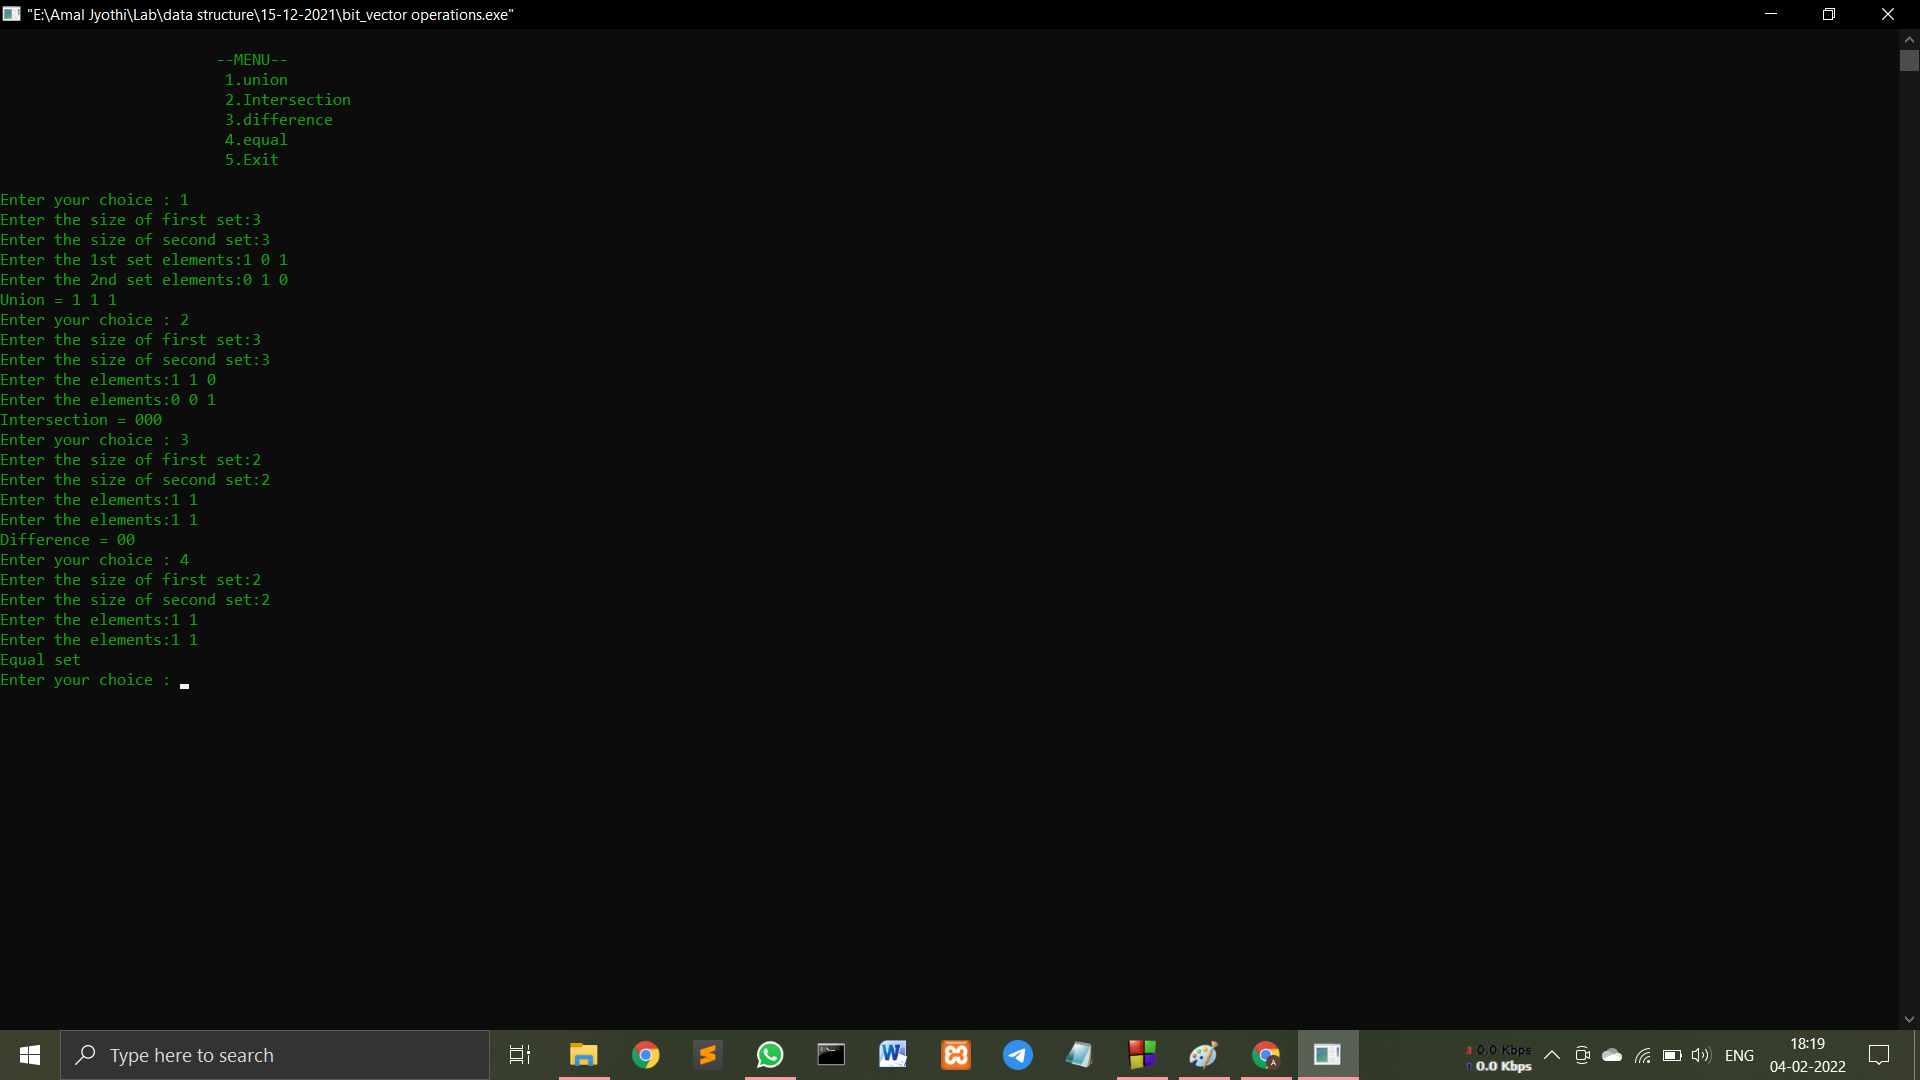 "E:\Amal Jyothi\Lab\data structure\15-12-2021\bit_vector operations.exe"
--MENU--
1.union
2.Intersection
3.difference
4.equal
5.Exit
Enter your choice : 1
Enter the size of first set:3
Enter the size of second set:3
Enter the 1st set elements:1 0 1
Enter the 2nd set elements:0 1 0
Union = 1 1 1
Enter your choice : 2
Enter the size of first set:3
Enter the size of second set:3
Enter the elements:1 1 0
Enter the elements:0 0 1
Intersection = 000
Enter your choice : 3
Enter the size of first set:2
Enter the size of second set:2
Enter the elements:1 1
Enter the elements:1 1
Difference = 00
Enter your choice : 4
Enter the size of first set:2
Enter the size of second set:2
Enter the elements:1 1
Enter the elements:1 1
Equal set
Enter your choice :
Type here to search
0.0 Kbps
0.0 Kbps
ENG
18:19
04-02-2022